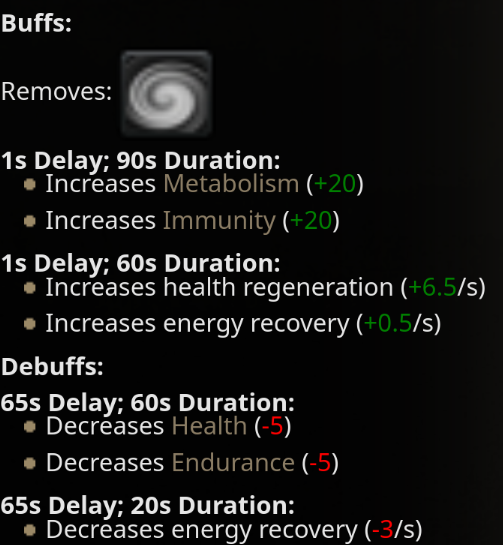 Buffs:
Removes:
1s Delay; 90s Duration:
Increases Metabolism (+20)
Increases Immunity (+20)
1s Delay; 60s Duration:
Increases health regeneration (+6.5/s)
Increases energy recovery (+0.5/s)
Debuffs:
65s Delay; 60s Duration:
Decreases Health (-5)
Decreases Endurance (-5)
65s Delay; 20s Duration:
Decreases energy recovery (-3/s)